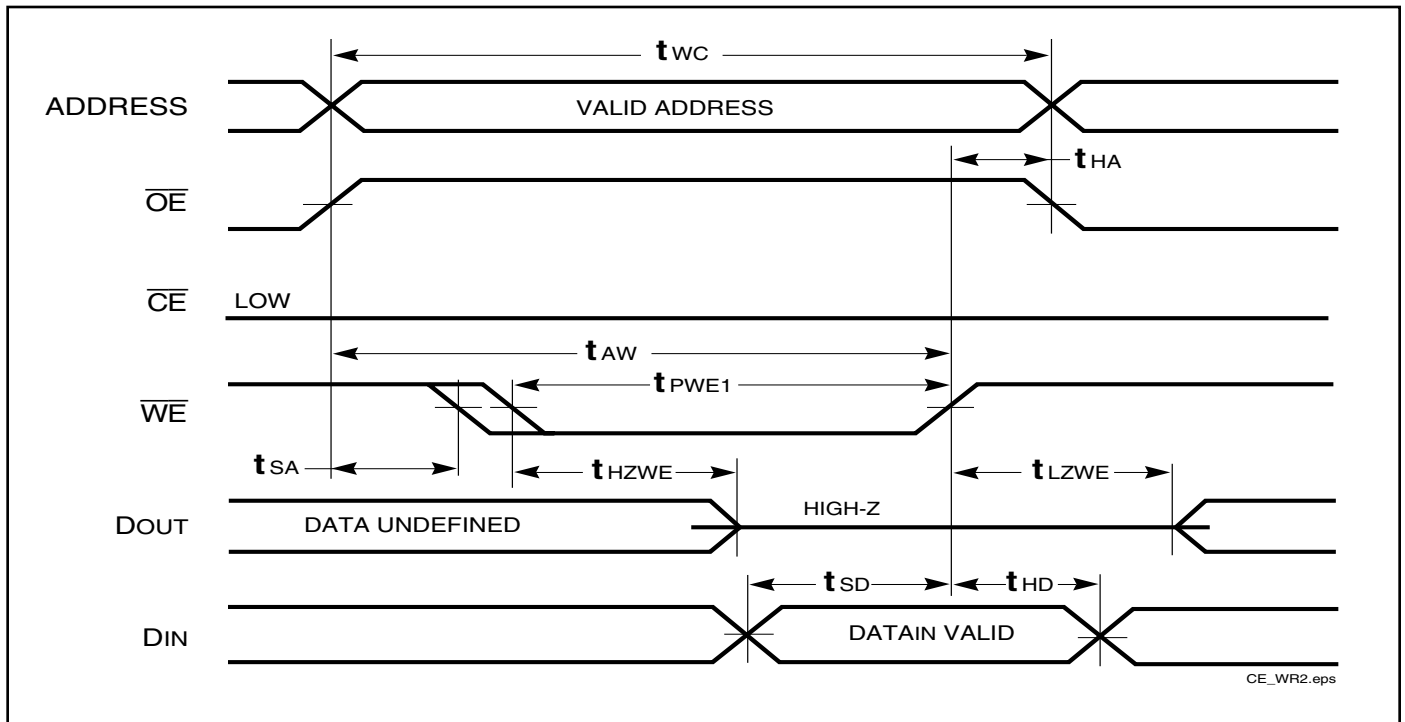 tWC
ADDRESS VALID ADDRESS
tHA
OE
CE LOW
tAW
tPWE1
WE
tSA tHZWE tLZWE
DOUT DATA UNDEFINED HIGH-Z
tSD tHD
DIN DATAIN VALID
CE_WR2.eps